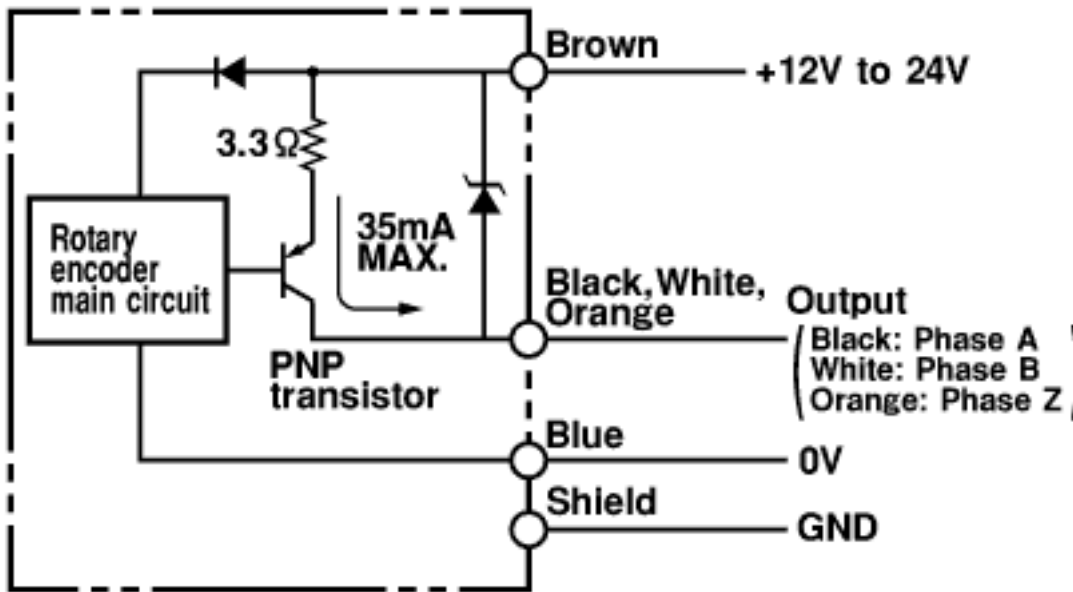 Brown
+12V to 24V
3.3Ω
Rotary
encoder
main circuit
35mA
MAX.
Black,White,
Orange
Output
(Black: Phase A
White: Phase B
Orange: Phase Z)
PNP
transistor
Blue
0V
Shield
GND